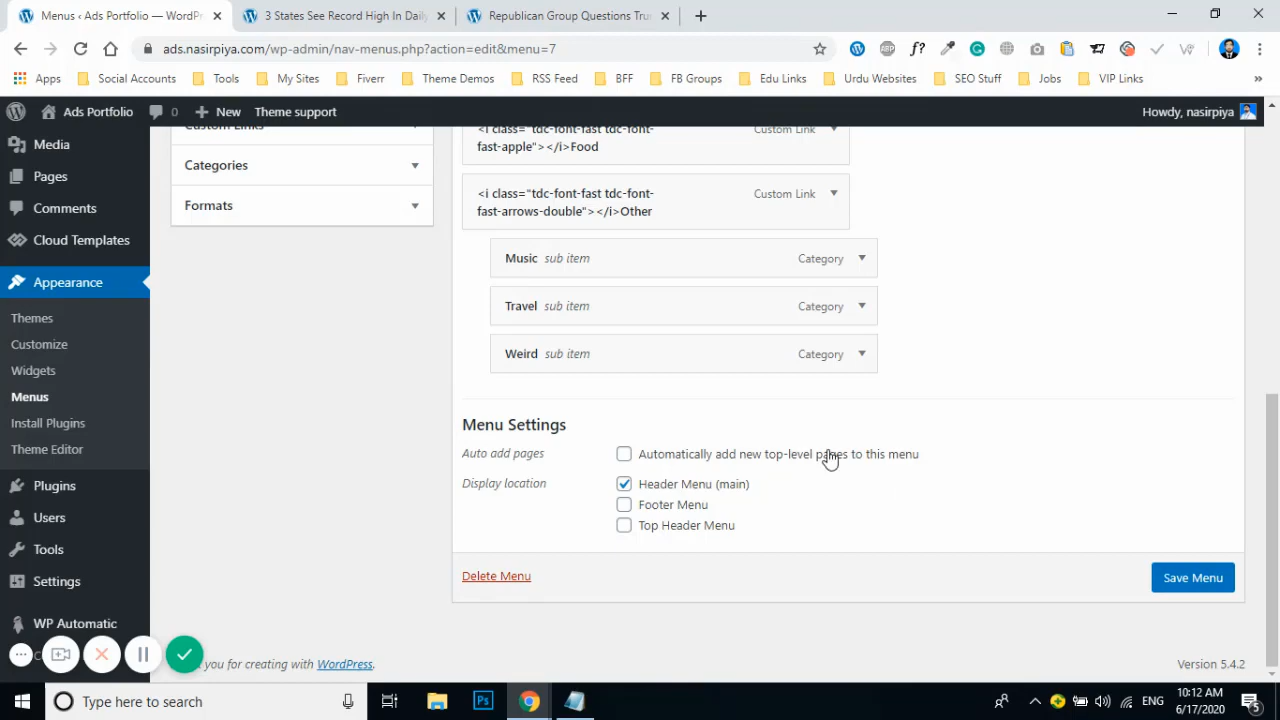 Menus ‹ Ads Portfolio — WordPr
3 States See Record High In Daily
Republican Group Questions Tru
ads.nasirpiya.com/wp-admin/nav-menus.php?action=edit&menu=7
Apps
Social Accounts
Tools
My Sites
Fiverr
Theme Demos
RSS Feed
BFF
FB Groups
Edu Links
Urdu Websites
SEO Stuff
Jobs
VIP Links
Ads Portfolio
0
New
Theme support
Howdy, nasirpiya
Media
Pages
Comments
Cloud Templates
Appearance
Themes
Customize
Widgets
Menus
Install Plugins
Theme Editor
Plugins
Users
Tools
Settings
WP Automatic
Custom Links
Categories
Formats
<i class="tdc-font-fast tdc-font-
fast-apple"></i>Food
Custom Link
<i class="tdc-font-fast tdc-font-
fast-arrows-double"></i>Other
Custom Link
Music sub item
Category
Travel sub item
Category
Weird sub item
Category
Menu Settings
Auto add pages
Automatically add new top-level pages to this menu
Display location
Header Menu (main)
Footer Menu
Top Header Menu
Delete Menu
Save Menu
you for creating with WordPress.
Version 5.4.2
Type here to search
Ps
ENG
10:12 AM
6/17/2020
5